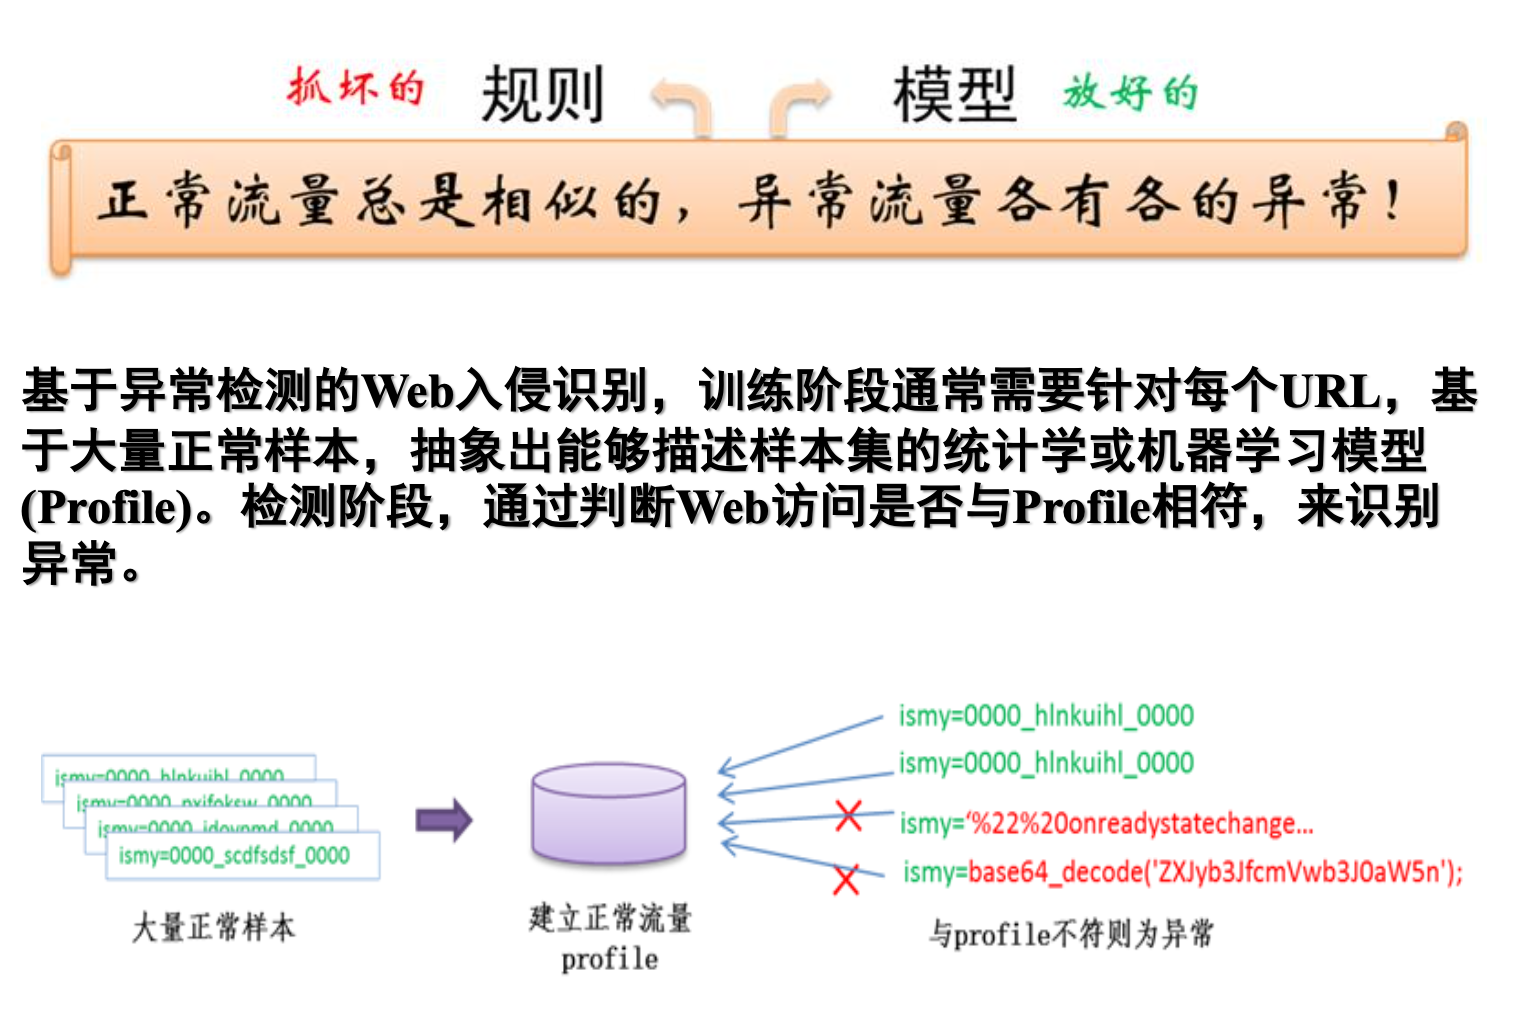 抓坏的 规则 模型 放好的
正常流量总是相似的，异常流量各有各的异常！
基于异常检测的Web入侵识别，训练阶段通常需要针对每个URL，基
于大量正常样本，抽象出能够描述样本集的统计学或机器学习模型
(Profile)。检测阶段，通过判断Web访问是否与Profile相符，来识别
异常。
ismy=0000_hlnkuihl_0000
ismy=0000_scdfsdsf_0000
大量正常样本
建立正常流量
profile
ismy=0000_hlnkuihl_0000
ismy=0000_hlnkuihl_0000
ismy=‘%22%20onreadystatechange...
ismy=base64_decode('ZXJyb3JfcmVwb3J0aW5n');
与profile不符则为异常